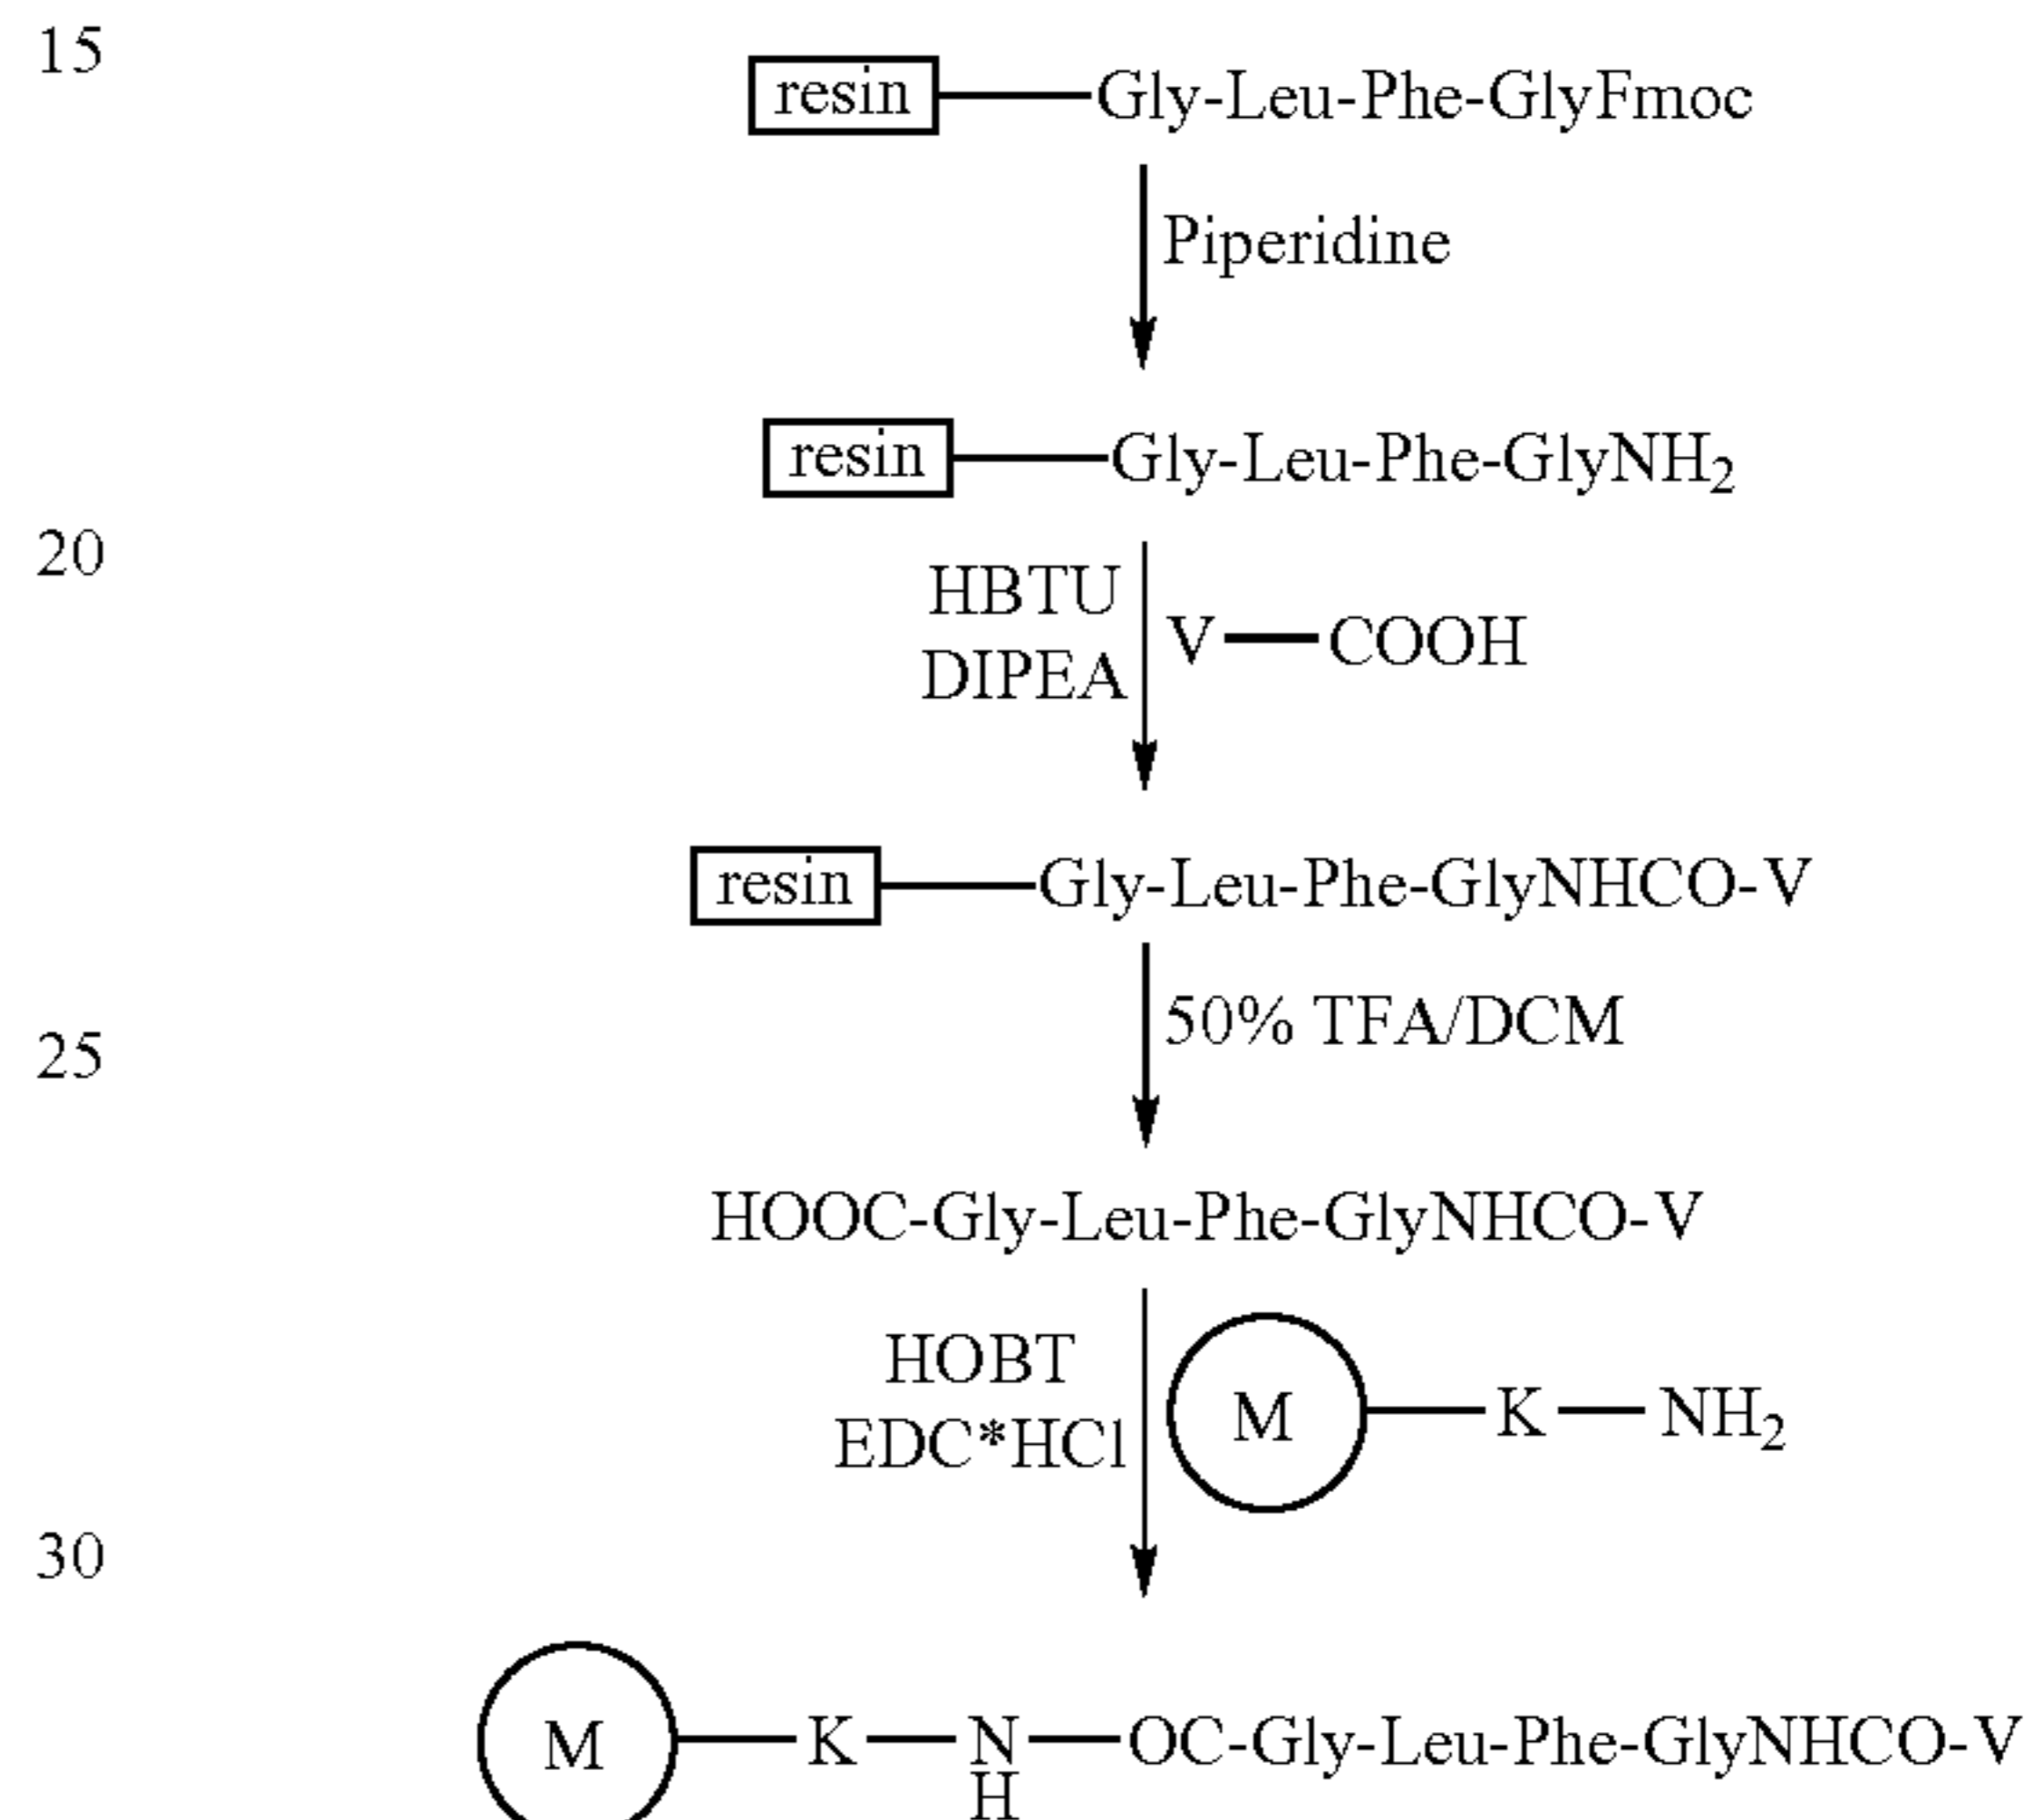 15
resin—Gly-Leu-Phe-GlyFmoc
Piperidine
resin—Gly-Leu-Phe-GlyNH₂
20
HBTU
DIPEA
V—COOH
resin—Gly-Leu-Phe-GlyNHCO-V
25
50% TFA/DCM
HOOC-Gly-Leu-Phe-GlyNHCO-V
HOBT
EDC*HCl
M—K—NH₂
30
M—K—N—OC-Gly-Leu-Phe-GlyNHCO-V
H